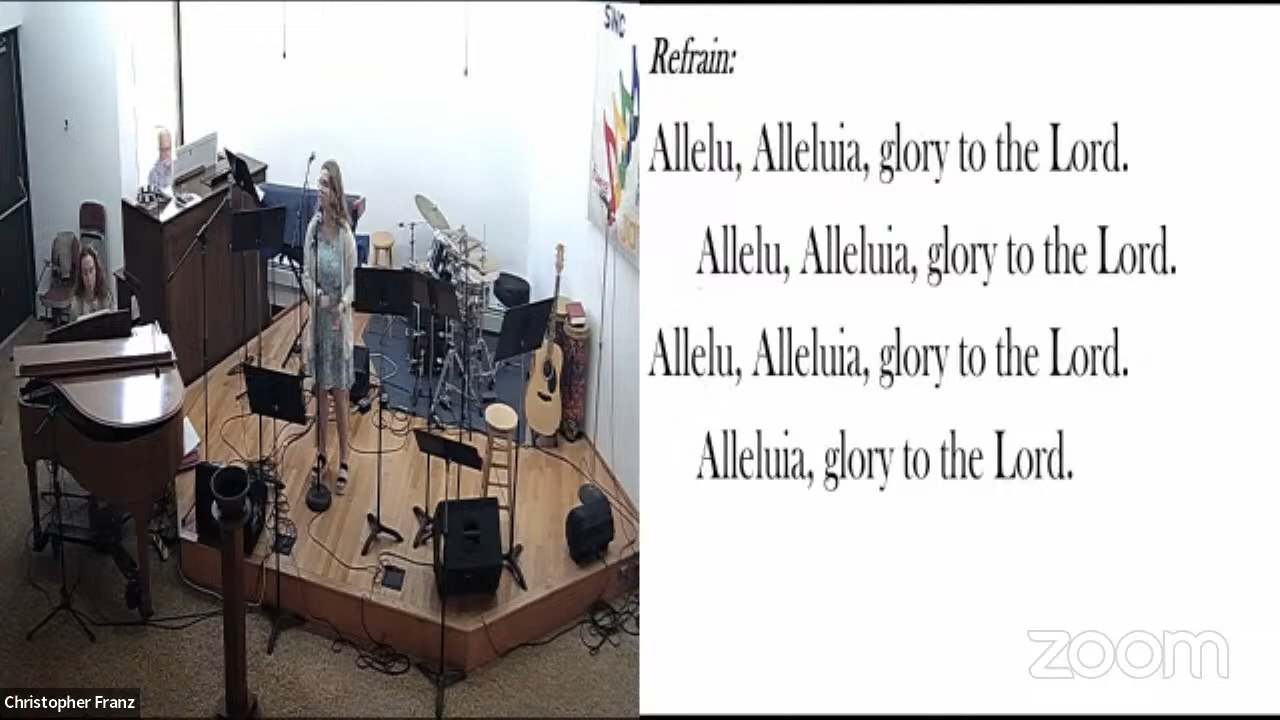 SWC
Refrain:
Allelu, Alleluia, glory to the Lord.
Allelu, Alleluia, glory to the Lord.
Allelu, Alleluia, glory to the Lord.
Alleluia, glory to the Lord.
zoom
Christopher Franz